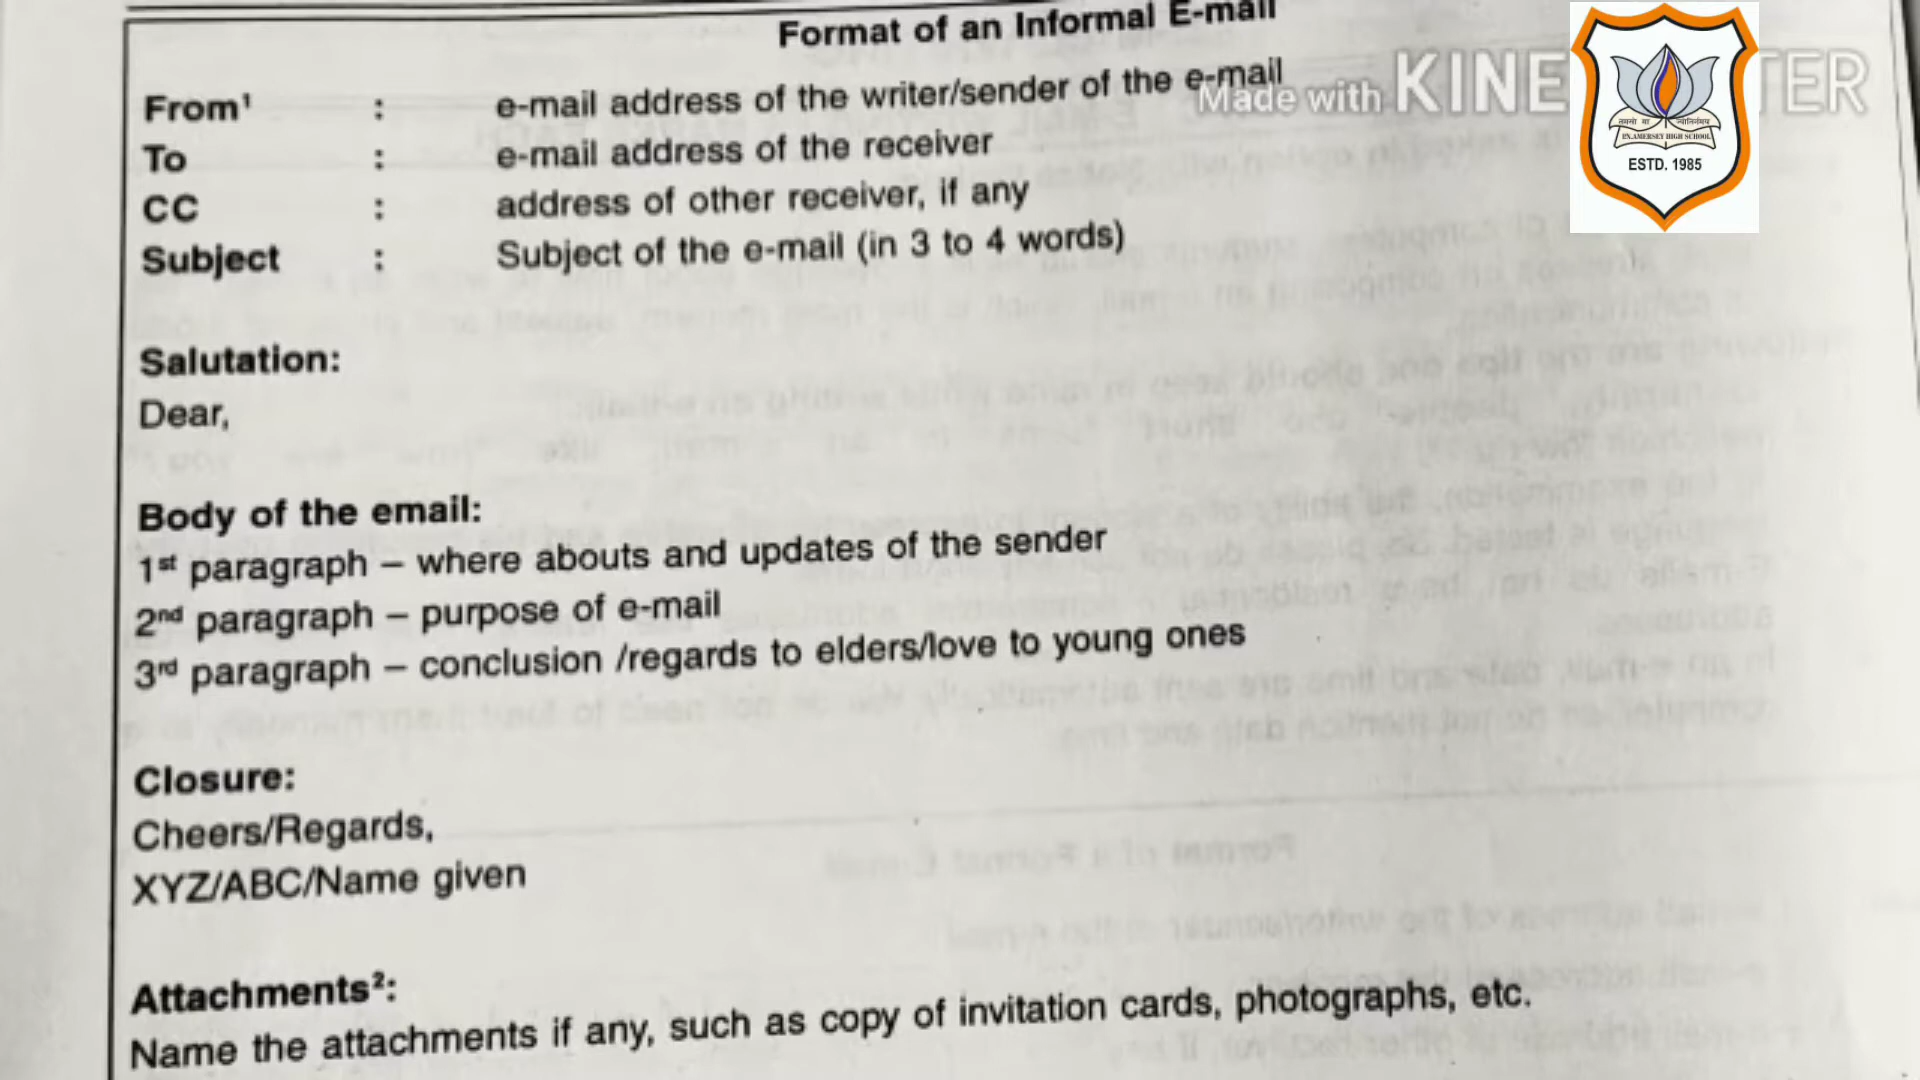 Format of an Informal E-mail
Made with KINE TER
From¹ : e-mail address of the writer/sender of the e-mail
To : e-mail address of the receiver
CC : address of other receiver, if any
Subject : Subject of the e-mail (in 3 to 4 words)
Salutation:
Dear,
Body of the email:
1st paragraph – where abouts and updates of the sender
2nd paragraph – purpose of e-mail
3rd paragraph – conclusion /regards to elders/love to young ones
Closure:
Cheers/Regards,
XYZ/ABC/Name given
Attachments²:
Name the attachments if any, such as copy of invitation cards, photographs, etc.
तमसो मा ज्योतिर्गमय
P.N.AMERSEY HIGH SCHOOL
ESTD. 1985